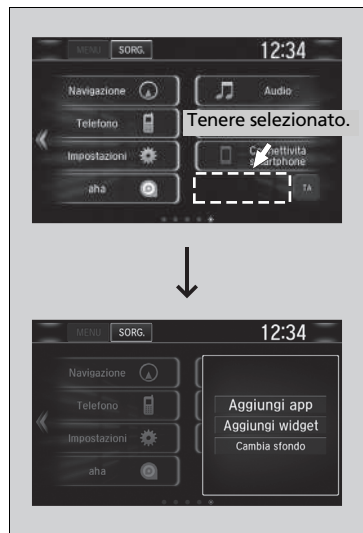 MENU SORG. 12:34
Navigazione Audio
Telefono Tenere selezionato.
Impostazioni Connettività
smartphone
aha TA
MENU SORG. 12:34
Navigazione
Telefono Aggiungi app
Aggiungi widget
Impostazioni Cambia sfondo
aha